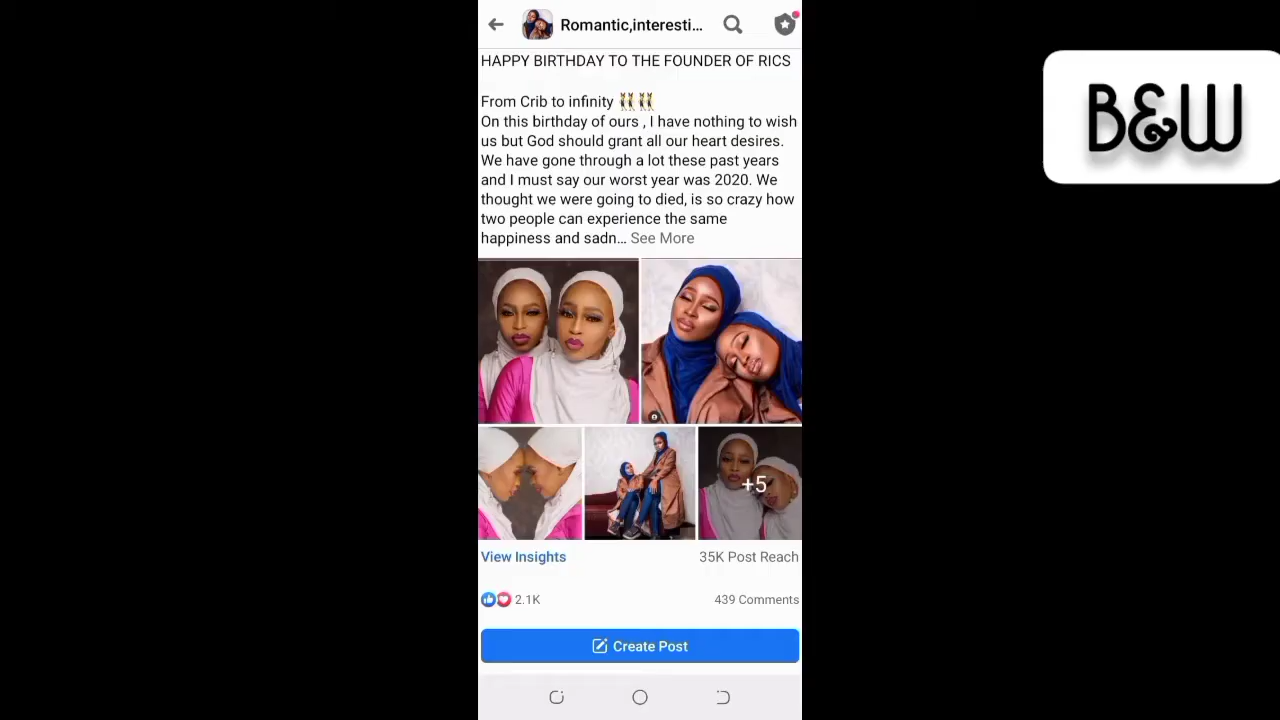 Romantic,interesti...
B&W
HAPPY BIRTHDAY TO THE FOUNDER OF RICS
From Crib to infinity 👯👯
On this birthday of ours , I have nothing to wish
us but God should grant all our heart desires.
We have gone through a lot these past years
and I must say our worst year was 2020. We
thought we were going to died, is so crazy how
two people can experience the same
happiness and sadn... See More
+5
View Insights
35K Post Reach
2.1K
439 Comments
Create Post